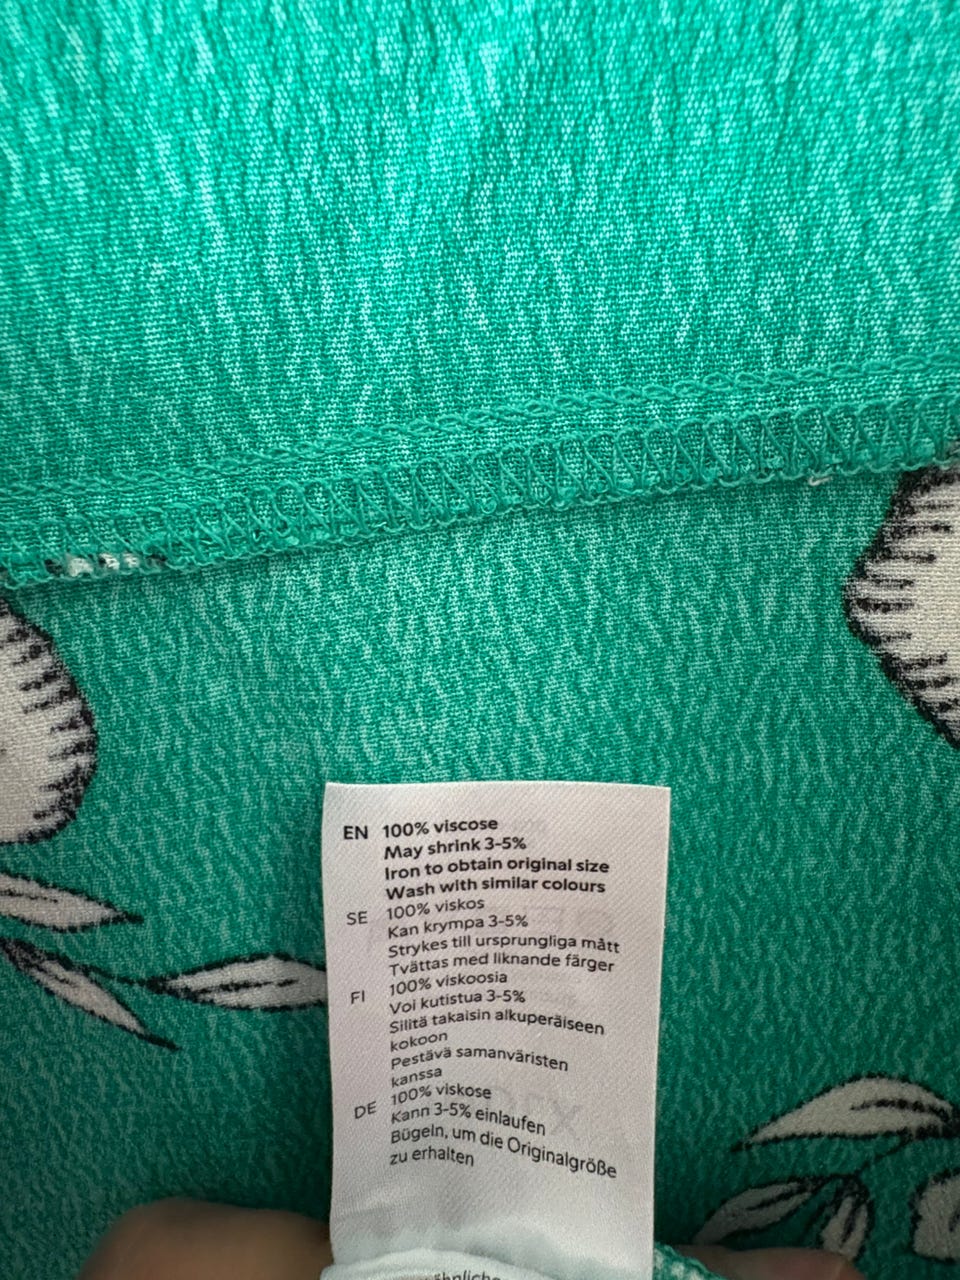 EN 100% viscose
May shrink 3-5%
Iron to obtain original size
Wash with similar colours
SE 100% viskos
Kan krympa 3-5%
Strykes till ursprungliga mått
Tvättas med liknande färger
FI 100% viskoosia
Voi kutistua 3-5%
Silitä takaisin alkuperäiseen
kokoon
Pestävä samanväristen
kanssa
DE 100% viskose
Kann 3-5% einlaufen
Bügeln, um die Originalgröße
zu erhalten